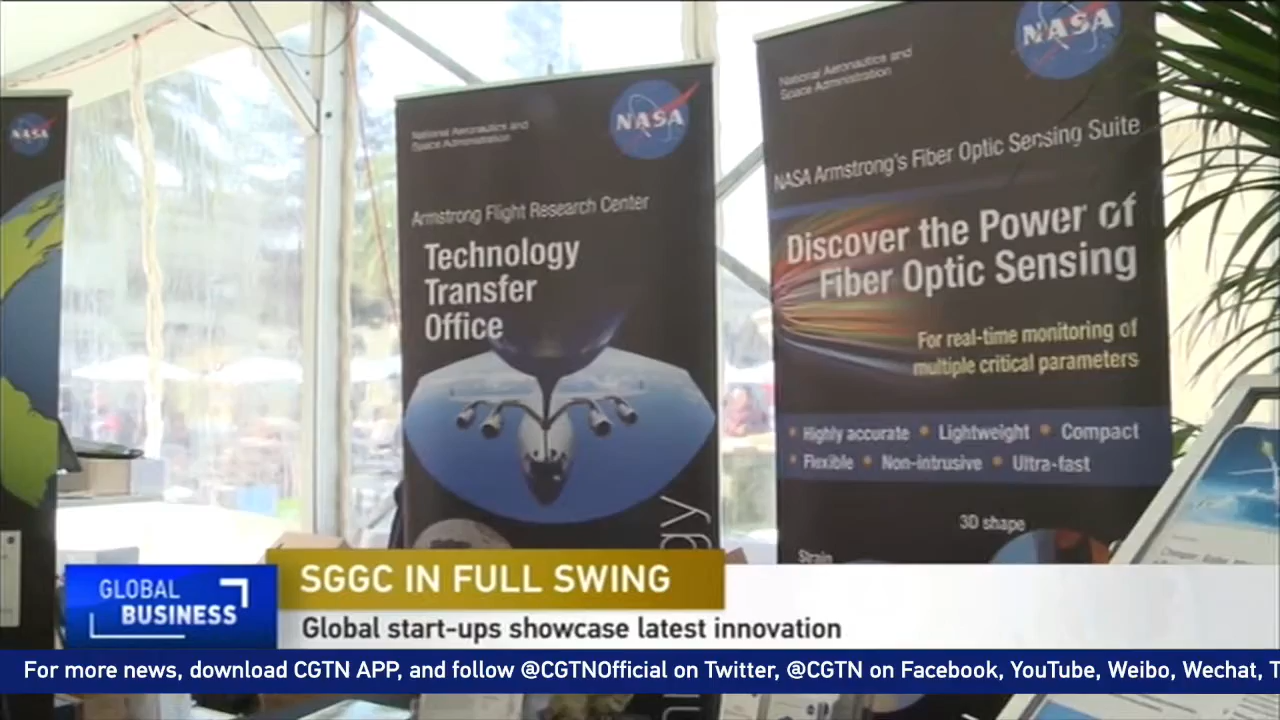 NASA
National Aeronautics and
Space Administration
NASA
Armstrong Flight Research Center
Technology
Transfer
Office
gy
National Aeronautics and
Space Administration
NASA
NASA Armstrong's Fiber Optic Sensing Suite
Discover the Power of
Fiber Optic Sensing
For real-time monitoring of
multiple critical parameters
• Highly accurate • Lightweight • Compact
• Flexible • Non-intrusive • Ultra-fast
3D shape
Strain
GLOBAL
BUSINESS
SGGC IN FULL SWING
Global start-ups showcase latest innovation
For more news, download CGTN APP, and follow @CGTNOfficial on Twitter, @CGTN on Facebook, YouTube, Weibo, Wechat, T